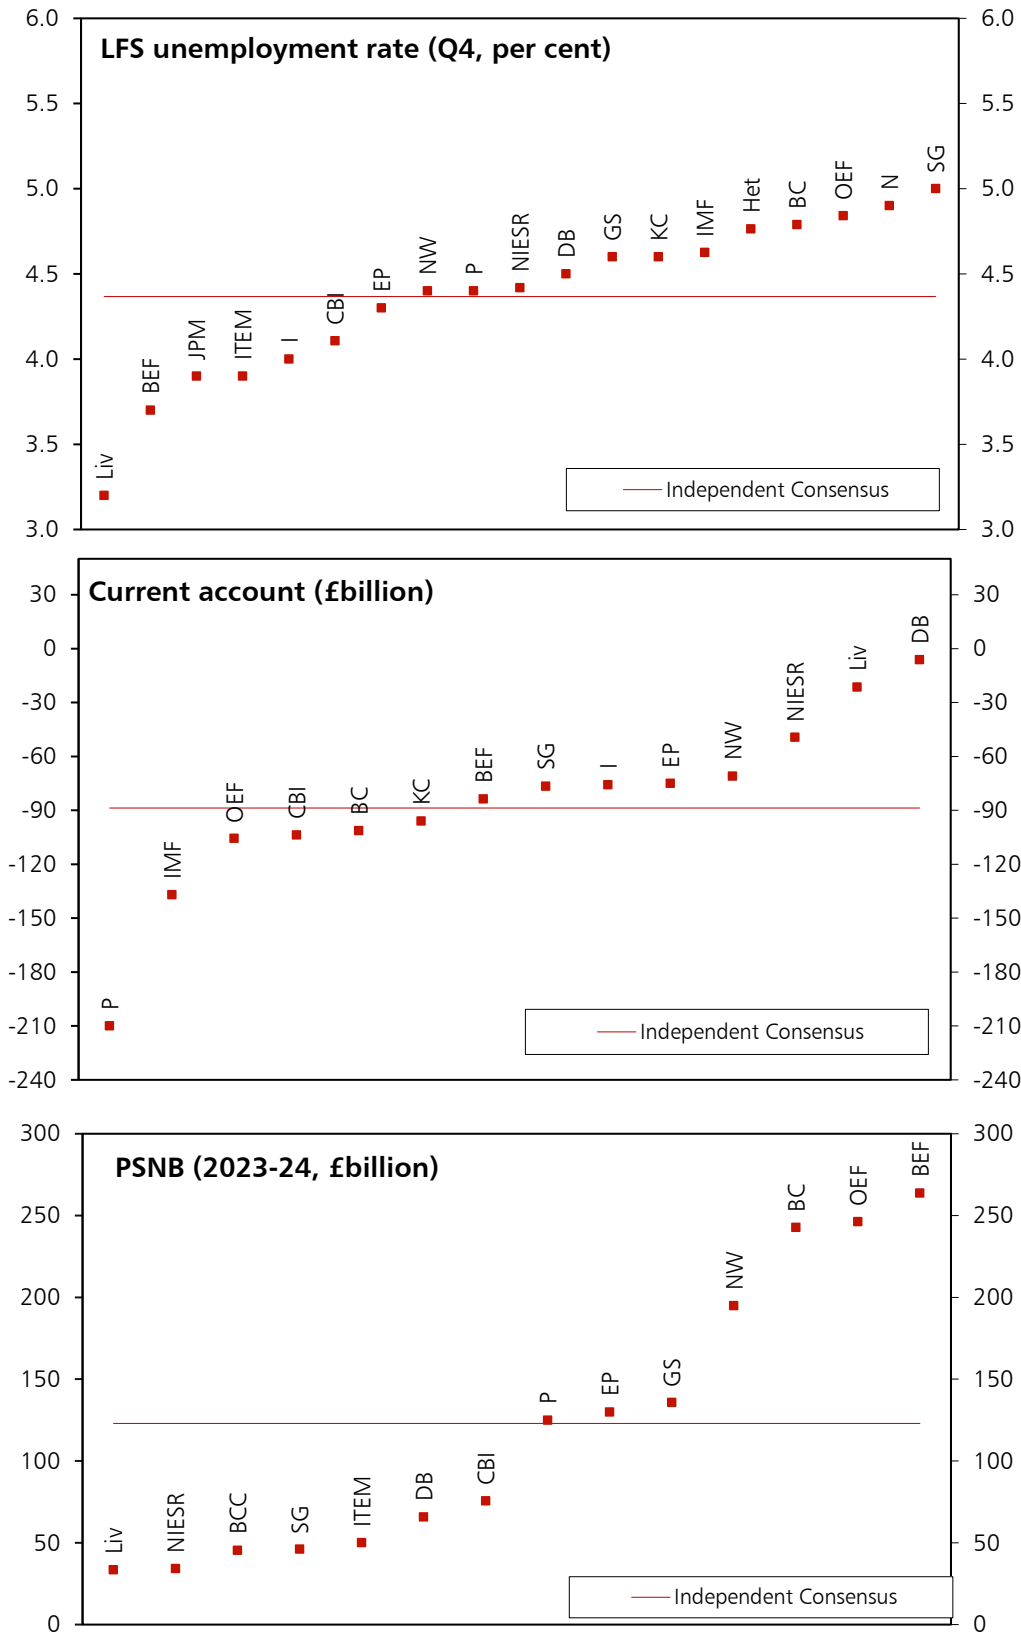 LFS unemployment rate (Q4, per cent)
6.0 6.0
5.5 5.5
5.0 5.0
4.5 4.5
4.0 4.0
3.5 3.5
3.0 3.0
Liv BEF JPM ITEM I CBI EP NW P NIESR DB GS KC IMF Het BC OEF N SG
Independent Consensus
Current account (£billion)
30 30
0 0
-30 -30
-60 -60
-90 -90
-120 -120
-150 -150
-180 -180
-210 -210
-240 -240
P IMF OEF CBI BC KC BEF SG I EP NW NIESR Liv DB
Independent Consensus
PSNB (2023-24, £billion)
300 300
250 250
200 200
150 150
100 100
50 50
0 0
Liv NIESR BCC SG ITEM DB CBI P EP GS NW BC OEF BEF
Independent Consensus